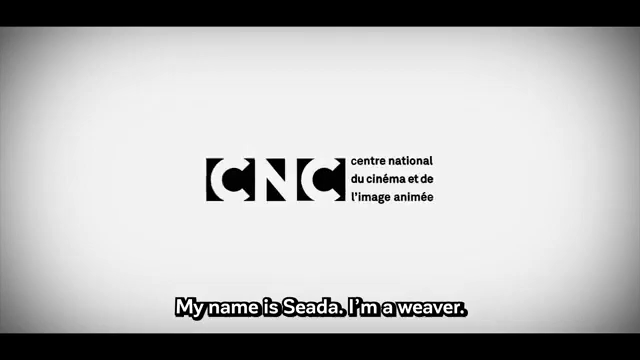 CNC
centre national
du cinéma et de
l'image animée
My name is Seada. I'm a weaver.